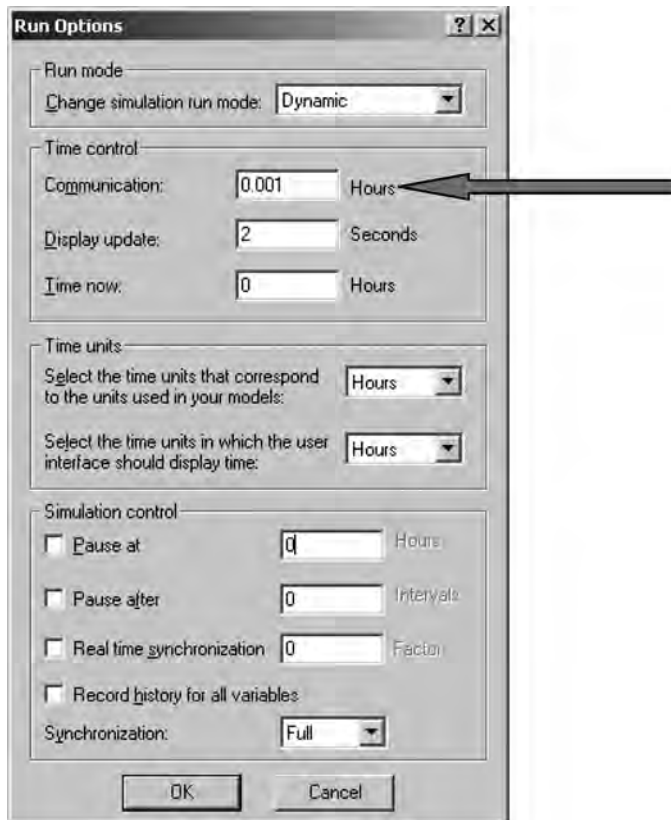 Run Options
Run mode
Change simulation run mode: Dynamic
Time control
Communication: 0.001 Hours
Display update: 2 Seconds
Time now: 0 Hours
Time units
Select the time units that correspond
to the units used in your models: Hours
Select the time units in which the user
interface should display time: Hours
Simulation control
Pause at 0 Hours
Pause after 0 Intervals
Real time synchronization 0 Factor
Record history for all variables
Synchronization: Full
OK Cancel